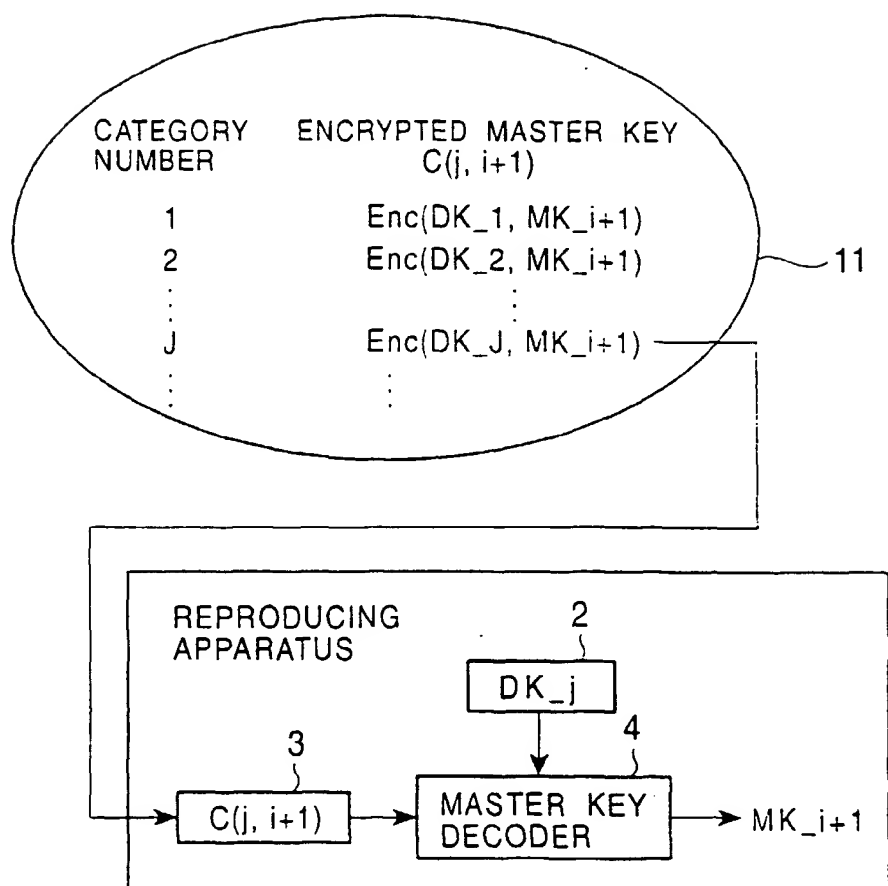 CATEGORY ENCRYPTED MASTER KEY
NUMBER C(j, i+1)
1 Enc(DK_1, MK_i+1)
2 Enc(DK_2, MK_i+1)
J Enc(DK_J, MK_i+1)
11
REPRODUCING
APPARATUS
2
DK_j
3
4
C(j, i+1)
MASTER KEY
DECODER
MK_i+1